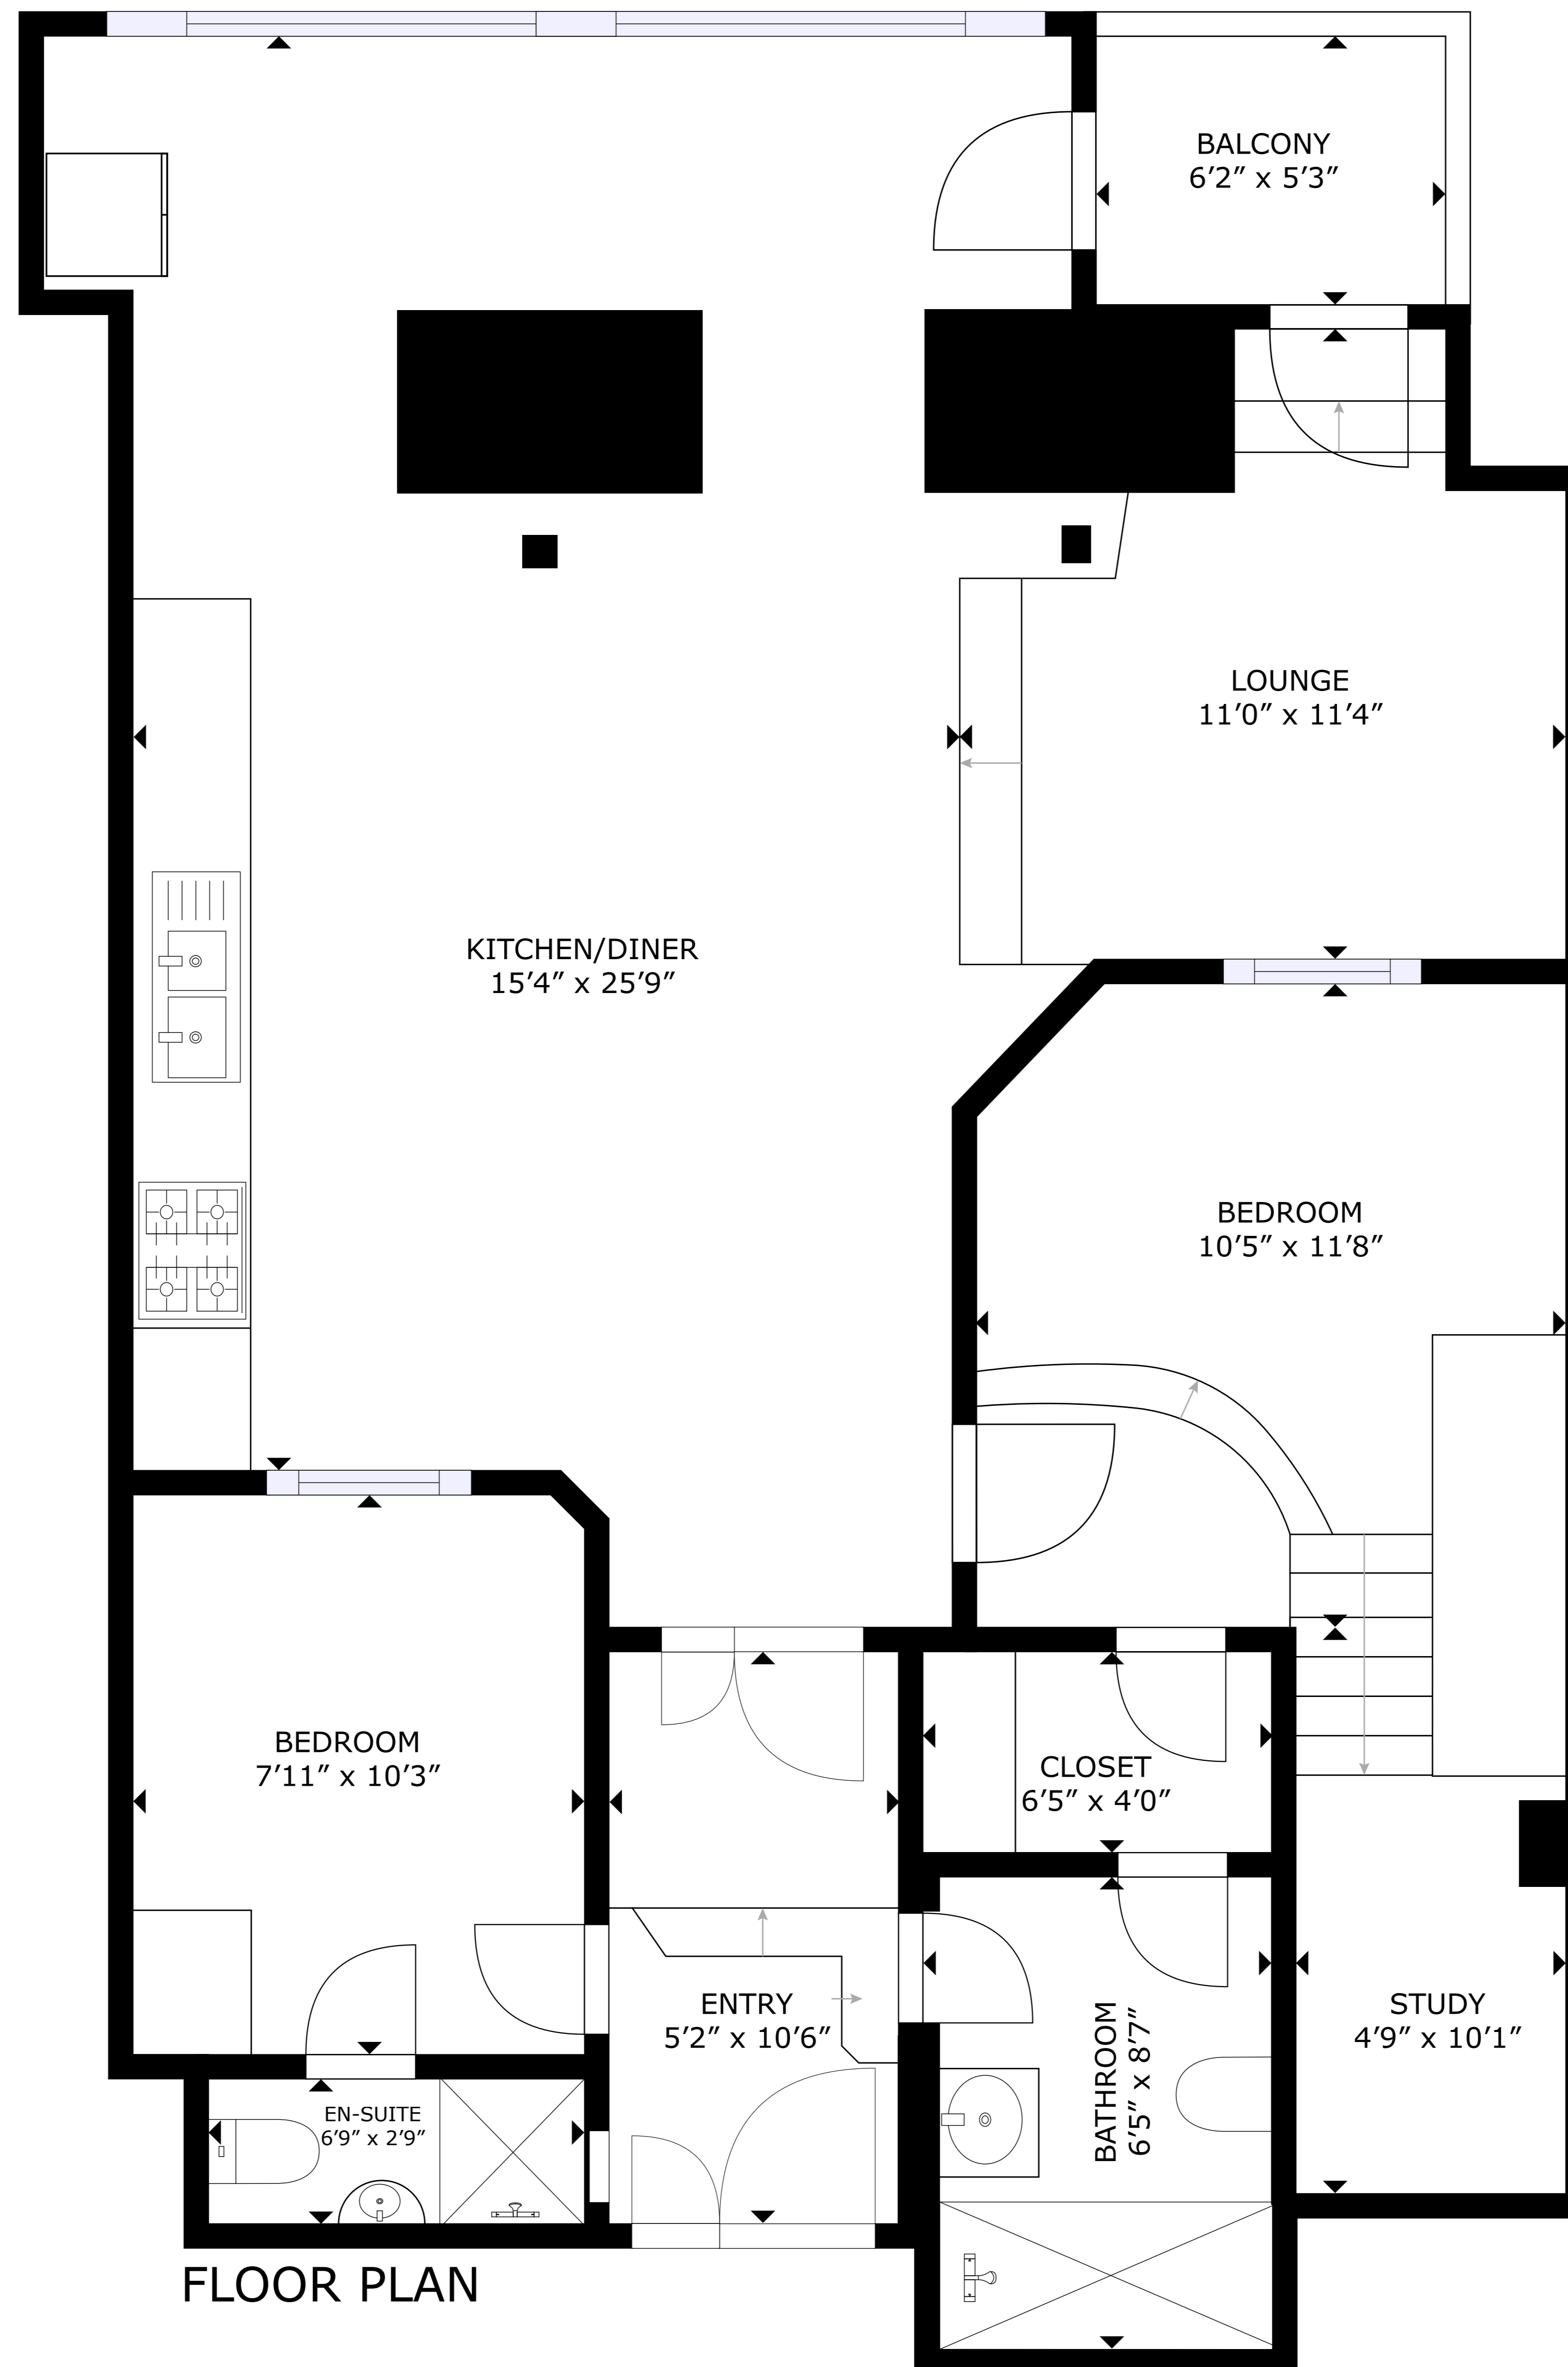 BALCONY
6’2” x 5’3”
LOUNGE
11’0” x 11’4”
KITCHEN/DINER
15’4” x 25’9”
BEDROOM
10’5” x 11’8”
BEDROOM
7’11” x 10’3”
CLOSET
6’5” x 4’0”
ENTRY
5’2” x 10’6”
BATHROOM
6’5” x 8’7”
STUDY
4’9” x 10’1”
EN-SUITE
6’9” x 2’9”
FLOOR PLAN